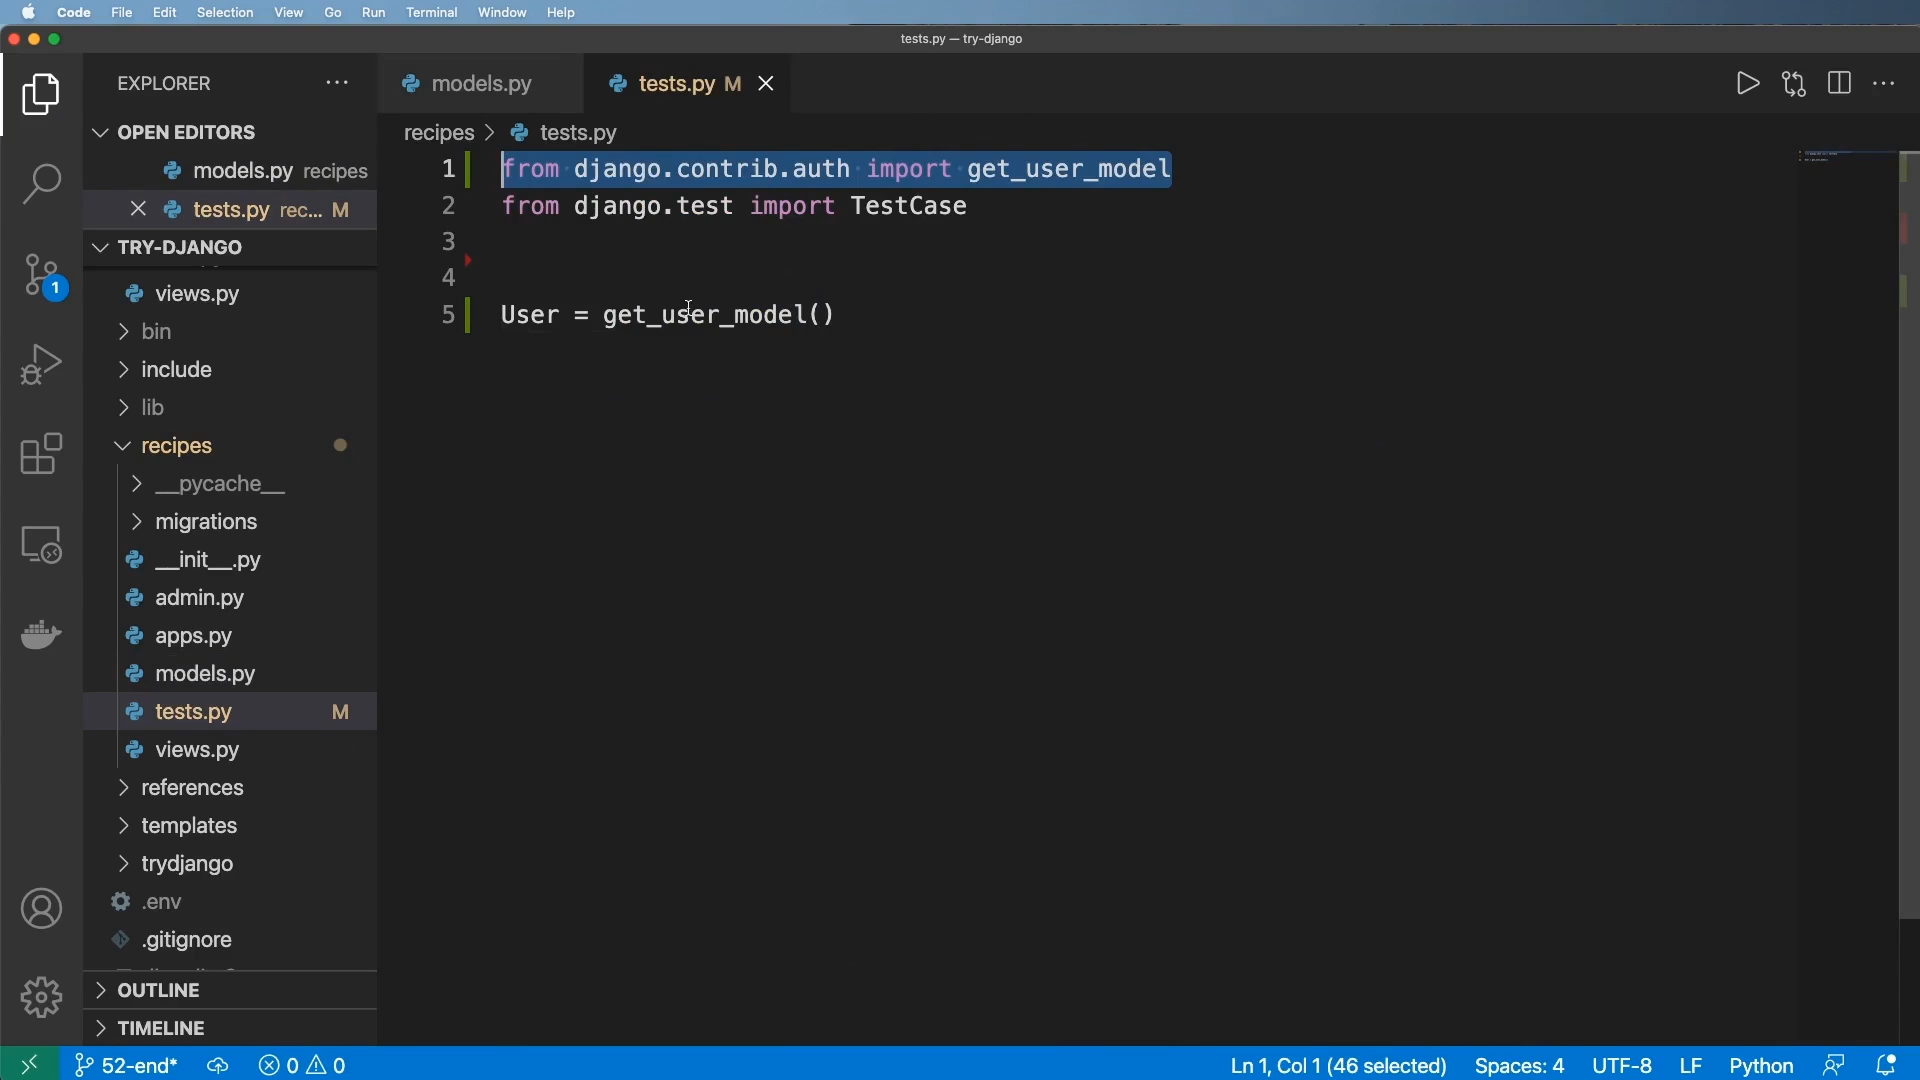 Code File Edit Selection View Go Run Terminal Window Help
tests.py — try-django
EXPLORER
models.py
tests.py M
OPEN EDITORS
models.py recipes
tests.py rec... M
TRY-DJANGO
views.py
bin
include
lib
recipes
__pycache__
migrations
__init__.py
admin.py
apps.py
models.py
tests.py M
views.py
references
templates
trydjango
.env
.gitignore
OUTLINE
TIMELINE
recipes > tests.py
1 from django.contrib.auth import get_user_model
2 from django.test import TestCase
3
4
5 User = get_user_model()
1
52-end* 0 0 Ln 1, Col 1 (46 selected) Spaces: 4 UTF-8 LF Python